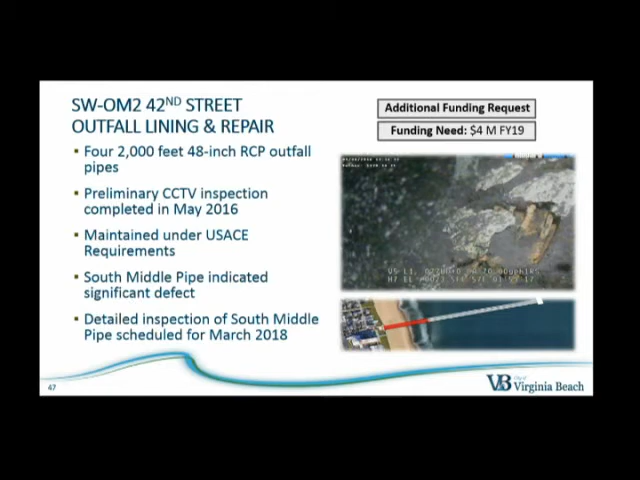 SW-OM2 42ND STREET
OUTFALL LINING & REPAIR
Additional Funding Request
Funding Need: $4 M FY19
▪ Four 2,000 feet 48-inch RCP outfall
pipes
▪ Preliminary CCTV inspection
completed in May 2016
▪ Maintained under USACE
Requirements
▪ South Middle Pipe indicated
significant defect
▪ Detailed inspection of South Middle
Pipe scheduled for March 2018
47
VB City of
Virginia Beach